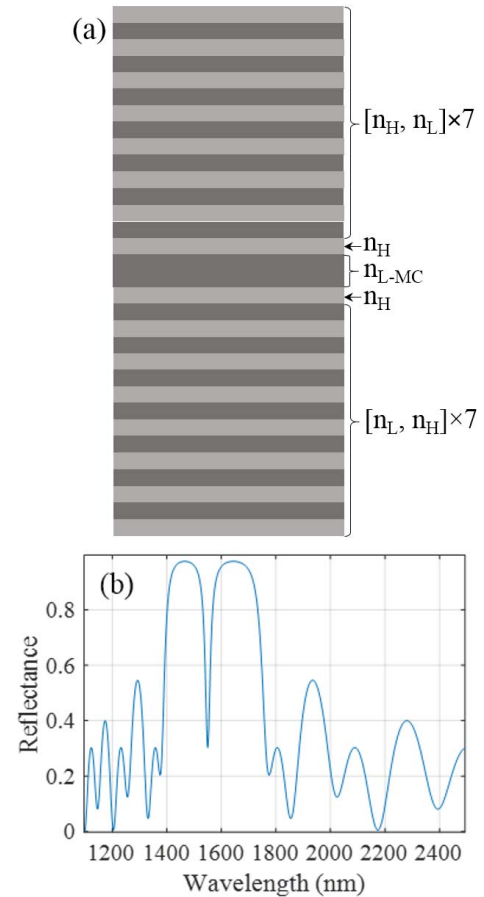 (a)
[n_H, n_L]×7
n_H
n_L-MC
n_H
[n_L, n_H]×7
(b)
Reflectance
0.8
0.6
0.4
0.2
0
1200 1400 1600 1800 2000 2200 2400
Wavelength (nm)